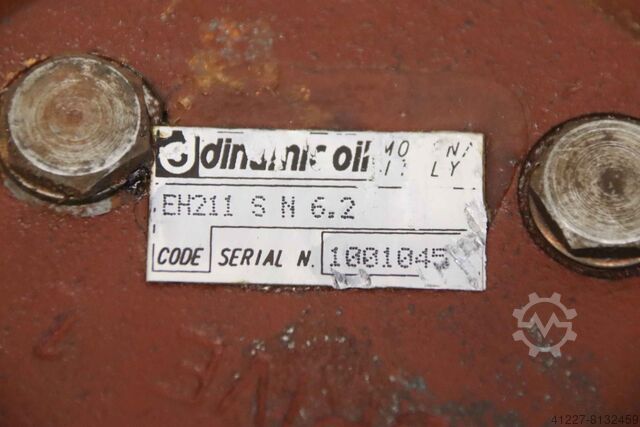 dinamic oil
EH211 S N 6.2
CODE SERIAL N. 1001045
41227-8132459